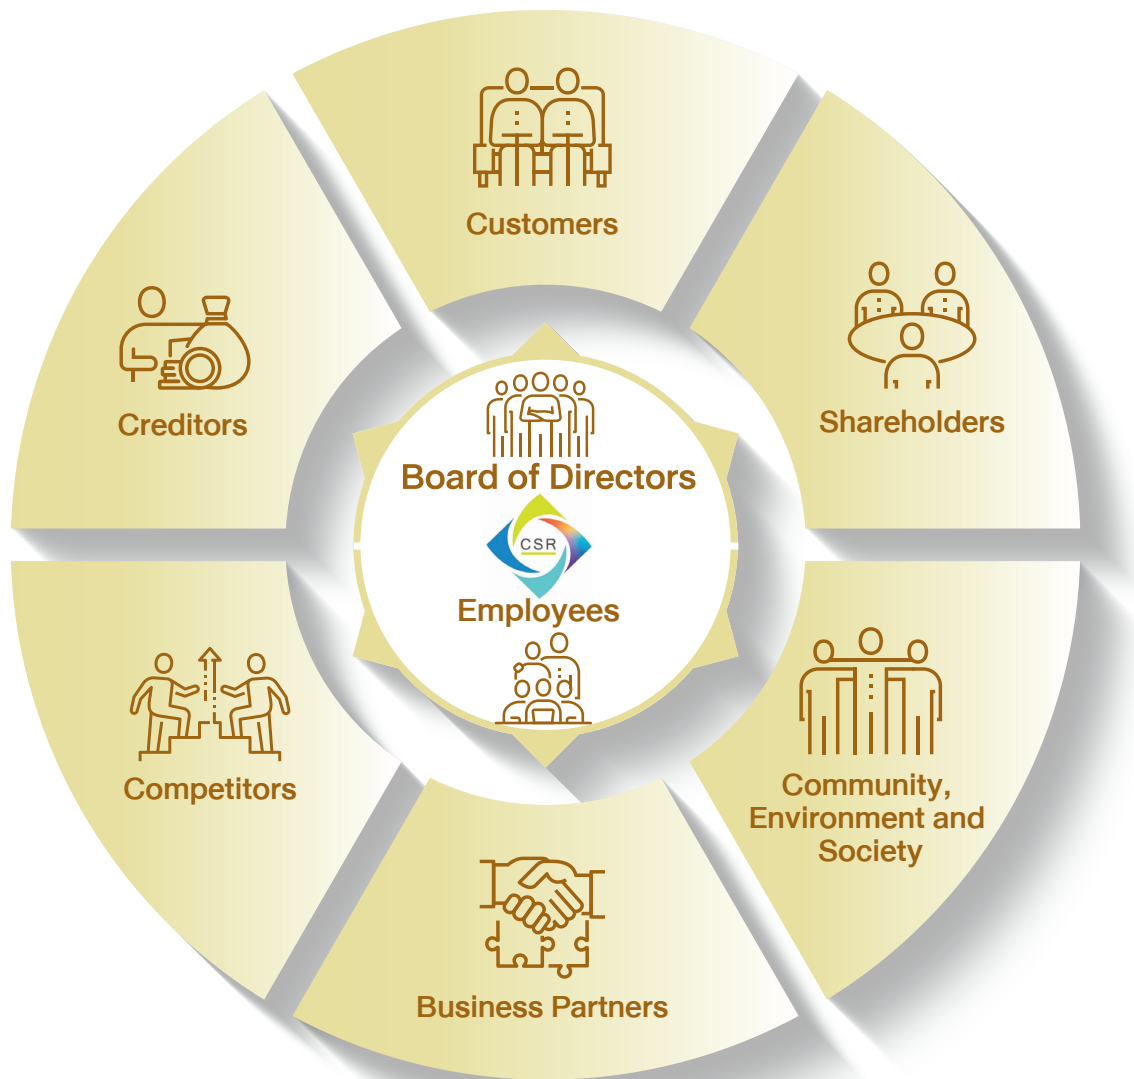 Customers
Shareholders
Creditors
Board of Directors
CSR
Employees
Competitors
Community,
Environment and
Society
Business Partners